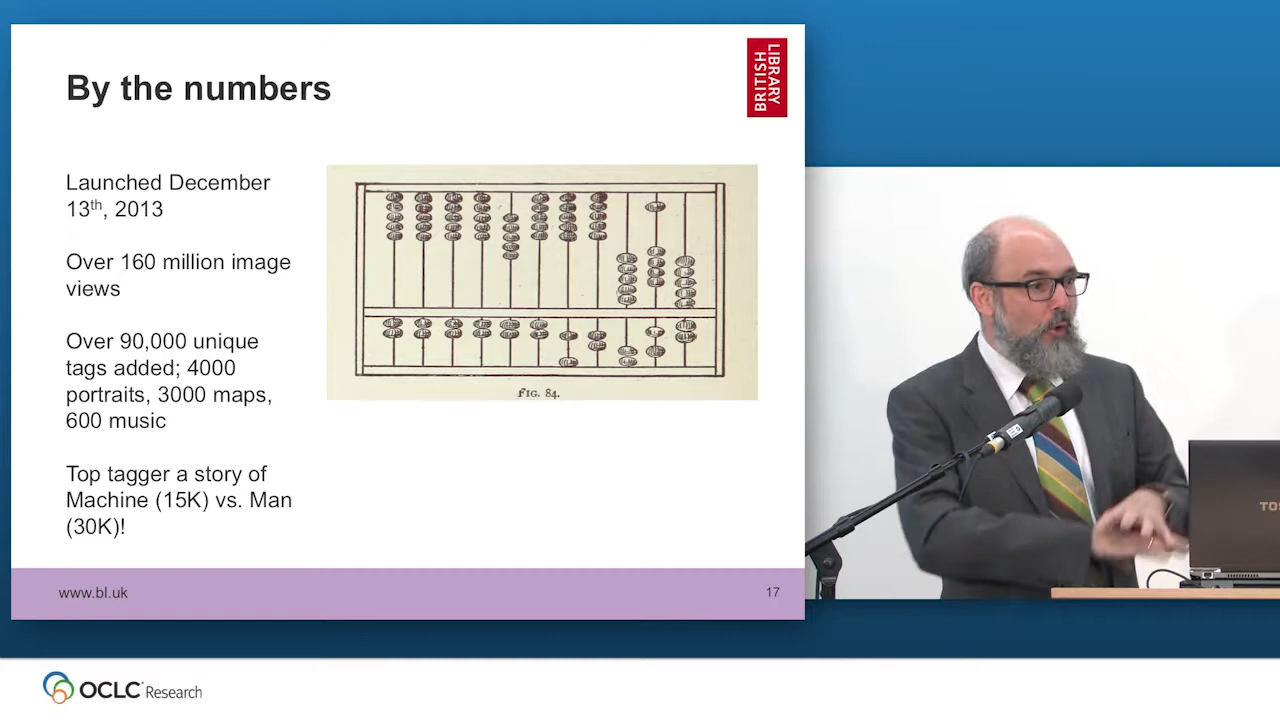 By the numbers
LIBRARY
BRITISH
Launched December
13th, 2013
Over 160 million image
views
Over 90,000 unique
tags added; 4000
portraits, 3000 maps,
600 music
Top tagger a story of
Machine (15K) vs. Man
(30K)!
FIG. 84.
www.bl.uk
17
TOS
OCLC Research